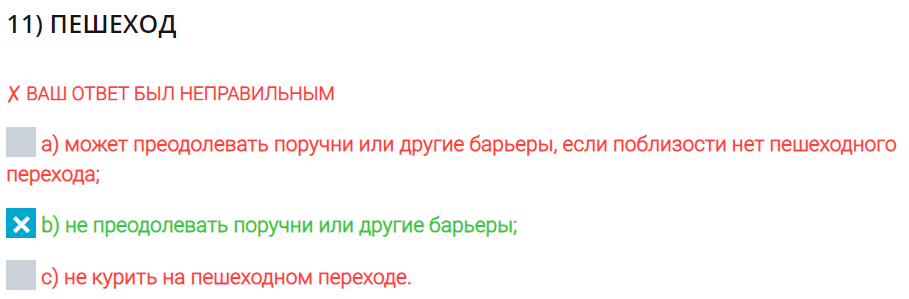 11) ПЕШЕХОД
✗ ВАШ ОТВЕТ БЫЛ НЕПРАВИЛЬНЫМ
a) может преодолевать поручни или другие барьеры, если поблизости нет пешеходного
перехода;
b) не преодолевать поручни или другие барьеры;
c) не курить на пешеходном переходе.